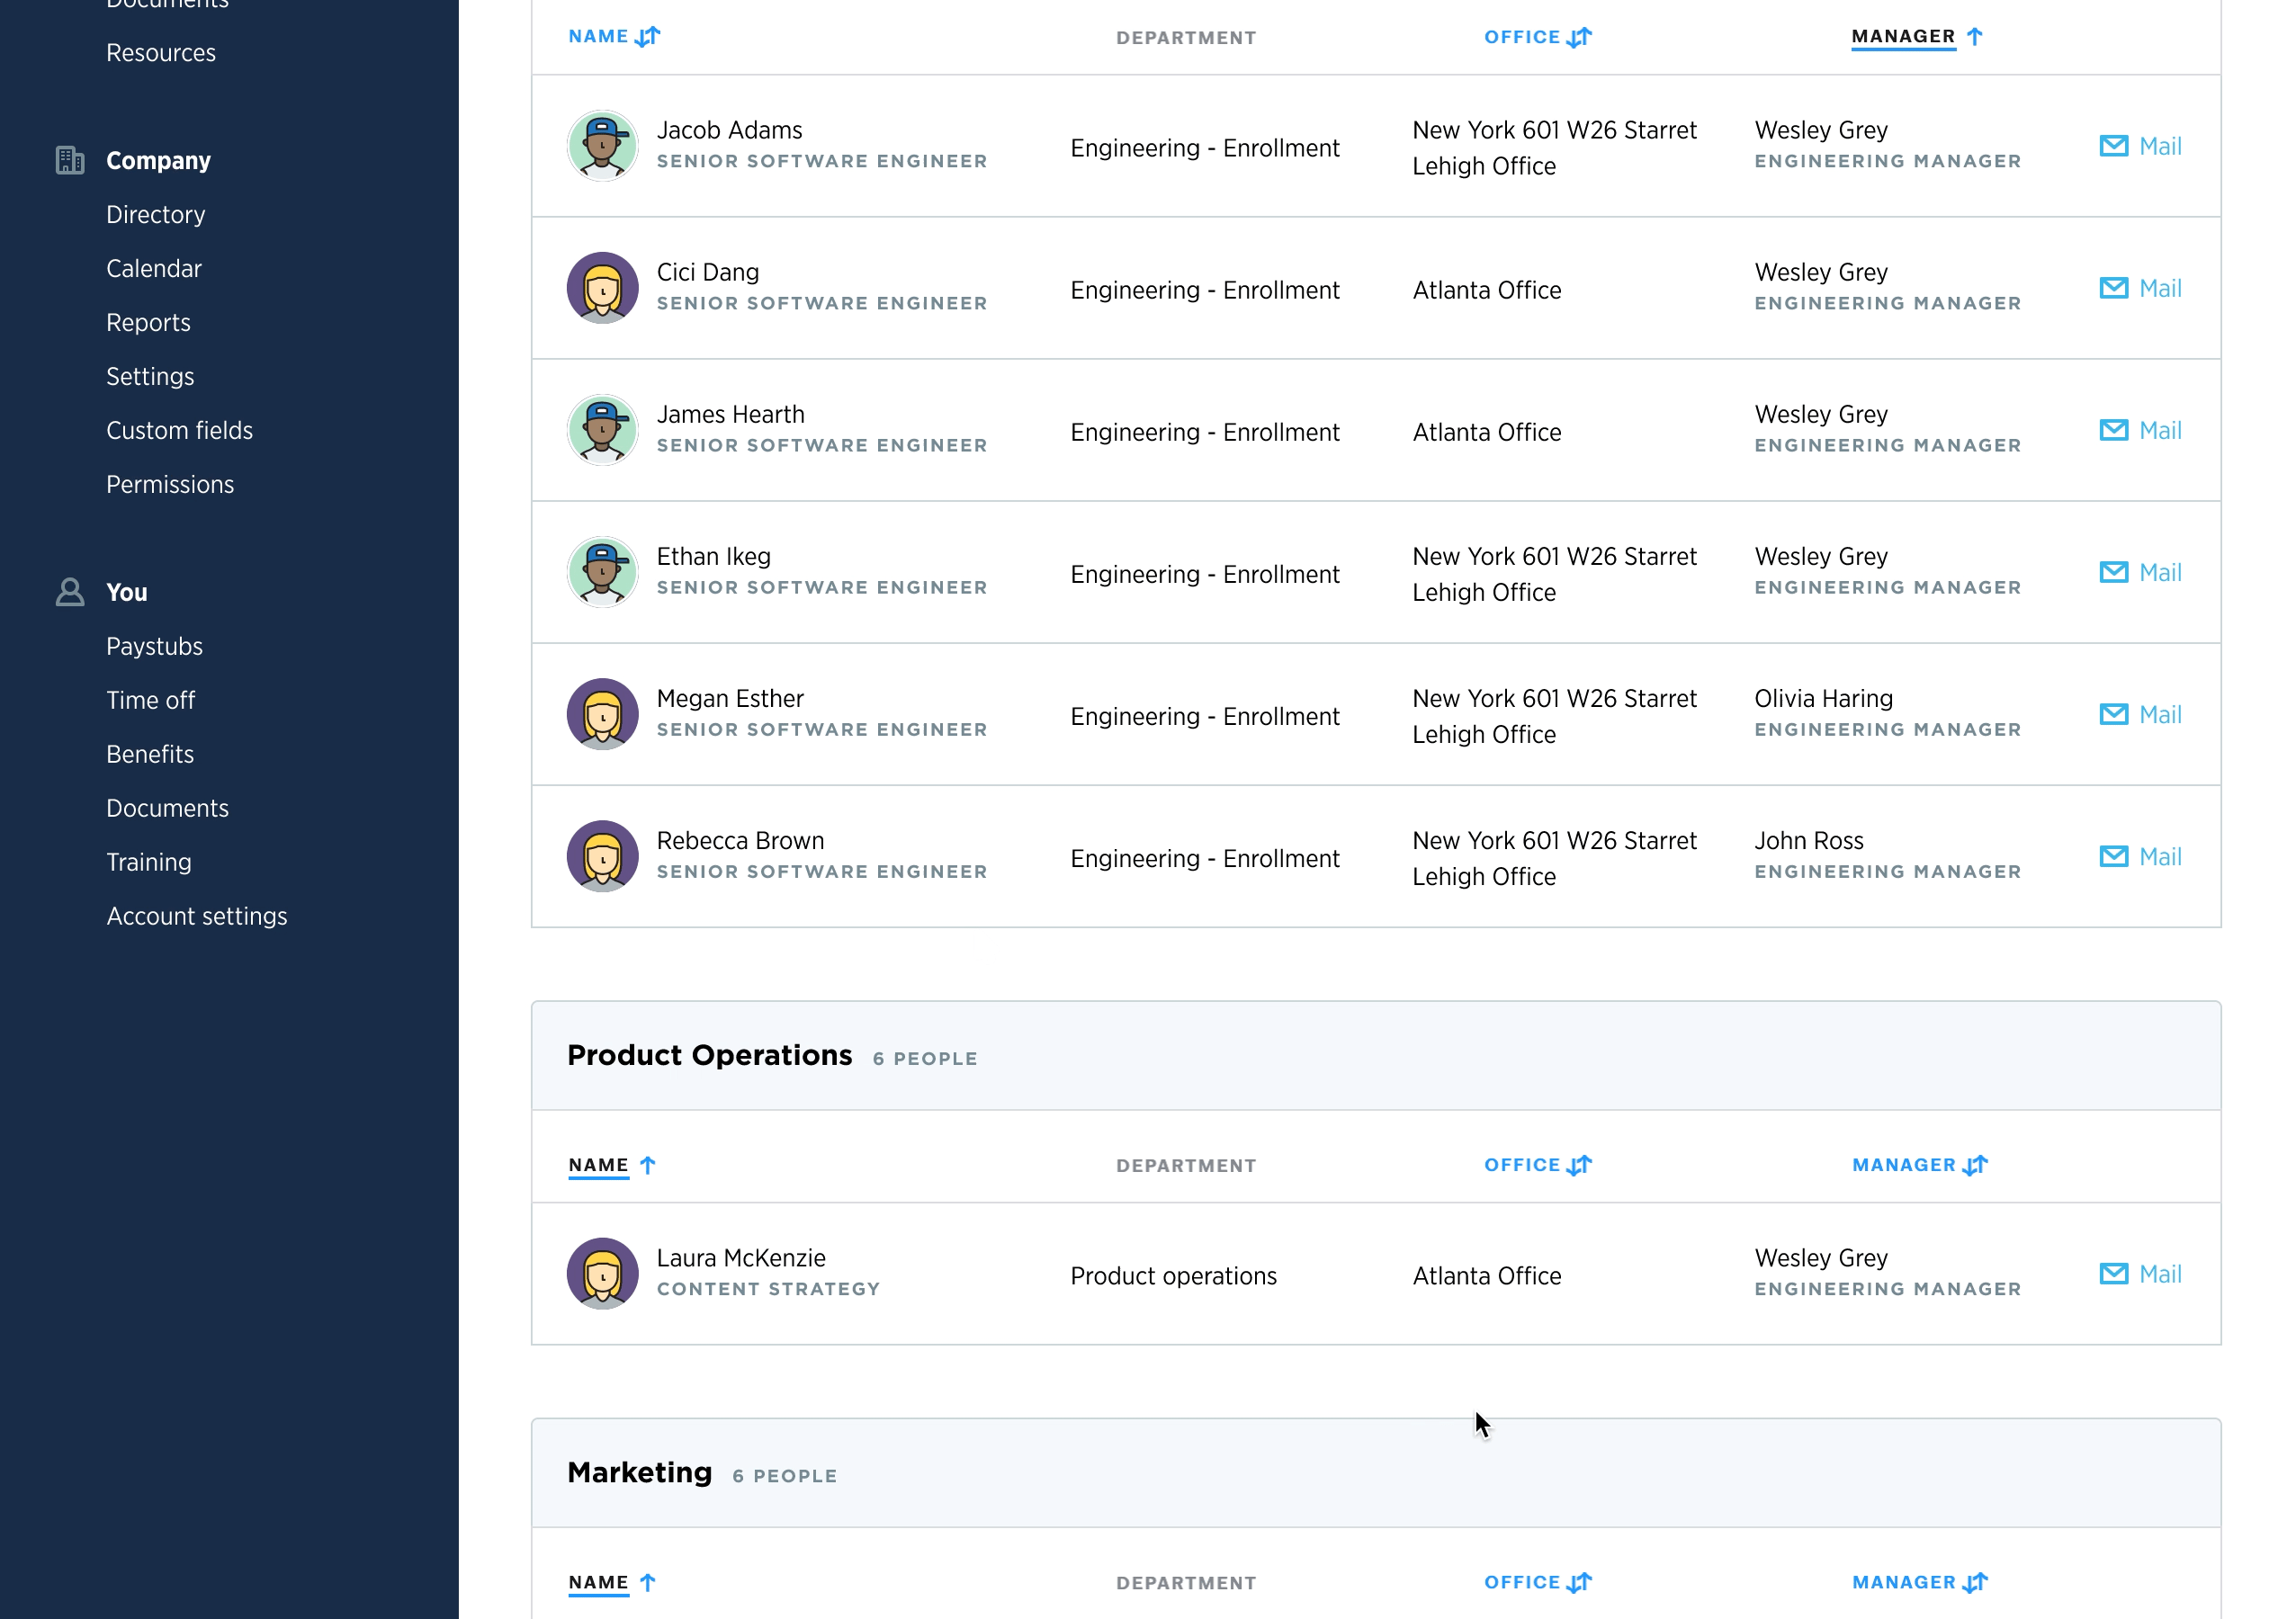 Documents
Resources
Company
Directory
Calendar
Reports
Settings
Custom fields
Permissions
You
Paystubs
Time off
Benefits
Documents
Training
Account settings
NAME DEPARTMENT OFFICE MANAGER
Jacob Adams
SENIOR SOFTWARE ENGINEER
Engineering - Enrollment
New York 601 W26 Starret
Lehigh Office
Wesley Grey
ENGINEERING MANAGER
Mail
Cici Dang
SENIOR SOFTWARE ENGINEER
Engineering - Enrollment
Atlanta Office
Wesley Grey
ENGINEERING MANAGER
Mail
James Hearth
SENIOR SOFTWARE ENGINEER
Engineering - Enrollment
Atlanta Office
Wesley Grey
ENGINEERING MANAGER
Mail
Ethan Ikeg
SENIOR SOFTWARE ENGINEER
Engineering - Enrollment
New York 601 W26 Starret
Lehigh Office
Wesley Grey
ENGINEERING MANAGER
Mail
Megan Esther
SENIOR SOFTWARE ENGINEER
Engineering - Enrollment
New York 601 W26 Starret
Lehigh Office
Olivia Haring
ENGINEERING MANAGER
Mail
Rebecca Brown
SENIOR SOFTWARE ENGINEER
Engineering - Enrollment
New York 601 W26 Starret
Lehigh Office
John Ross
ENGINEERING MANAGER
Mail
Product Operations 6 PEOPLE
NAME DEPARTMENT OFFICE MANAGER
Laura McKenzie
CONTENT STRATEGY
Product operations
Atlanta Office
Wesley Grey
ENGINEERING MANAGER
Mail
Marketing 6 PEOPLE
NAME DEPARTMENT OFFICE MANAGER